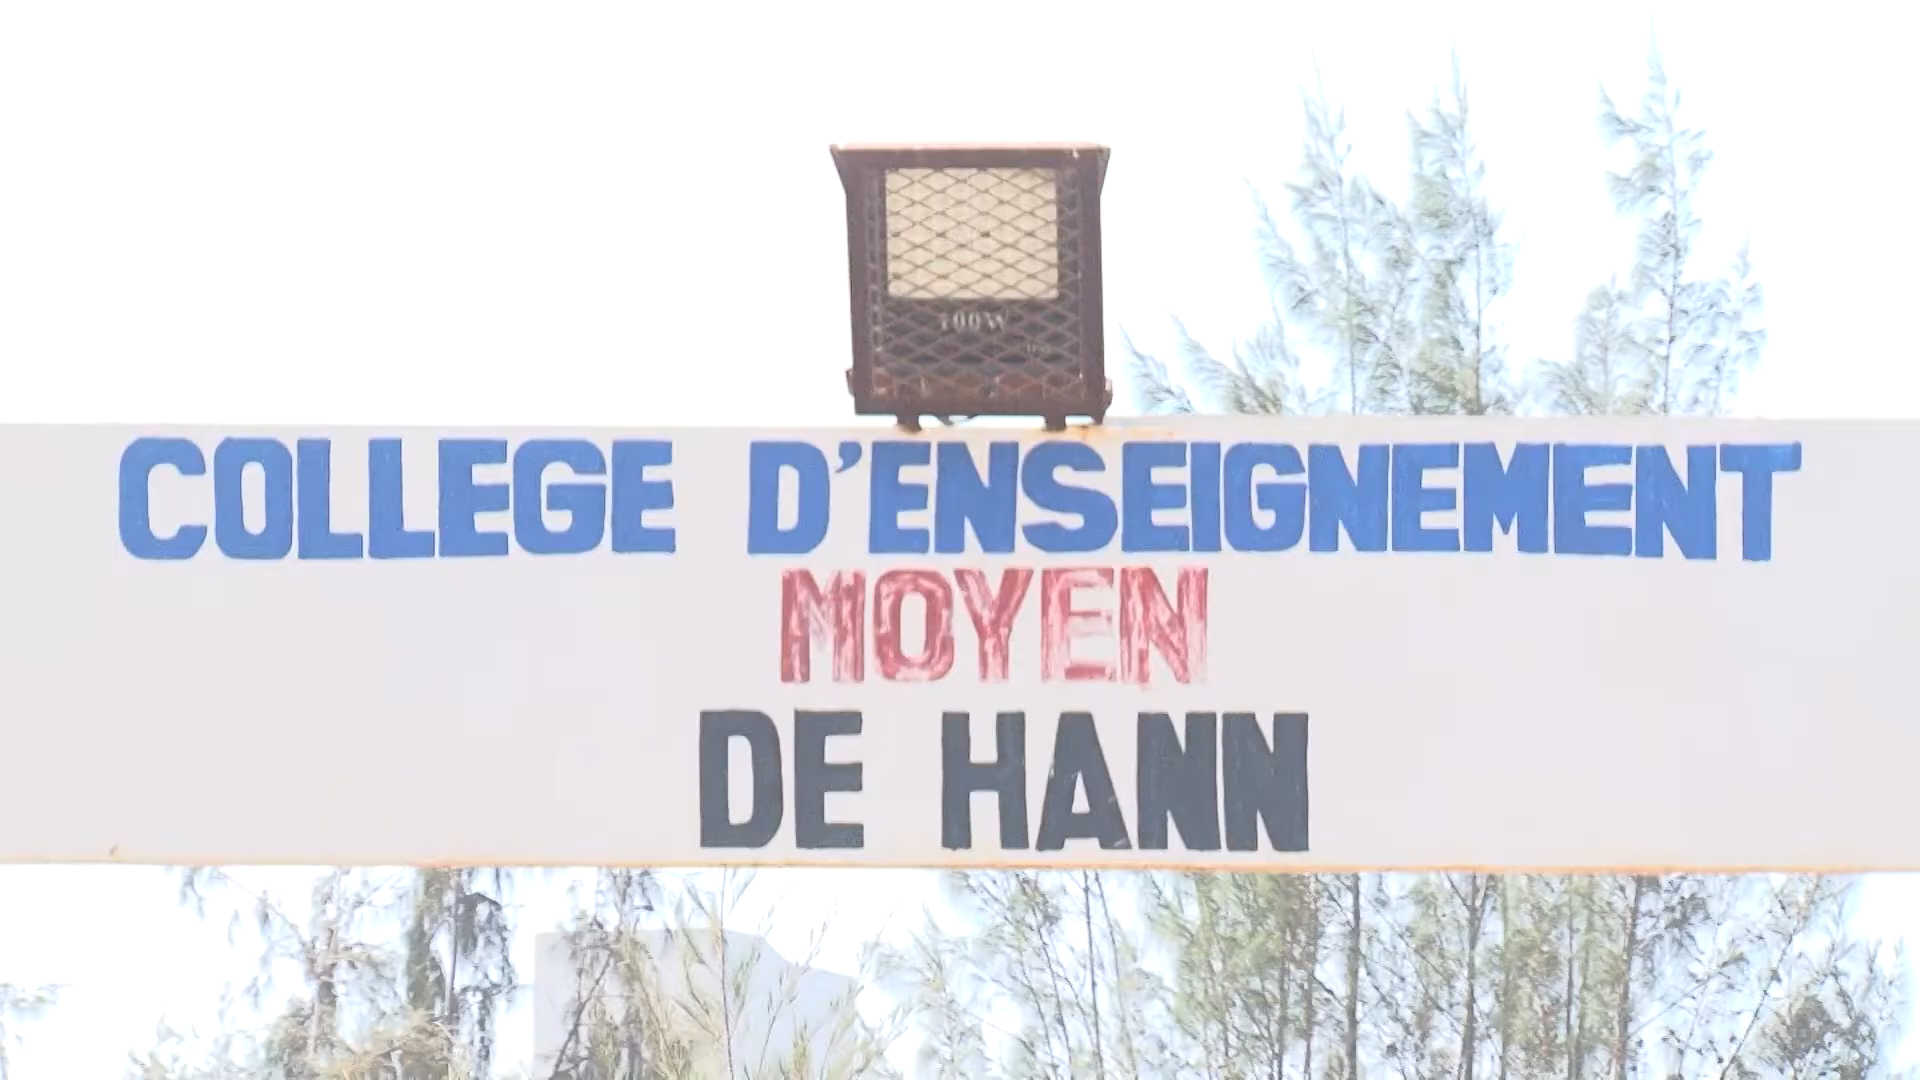 100W
COLLEGE D'ENSEIGNEMENT
MOYEN
DE HANN